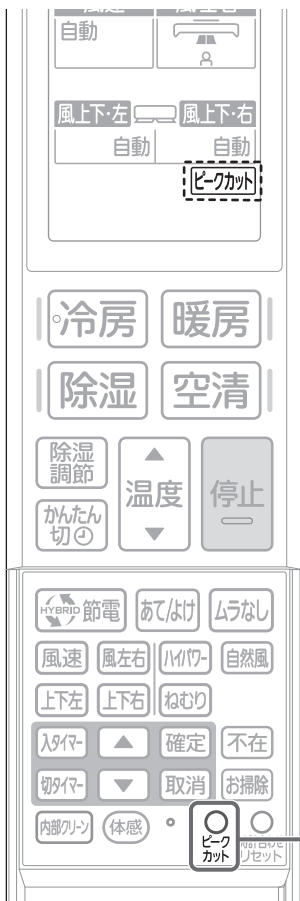 自動
風上下・左 風上下・右
自動 自動
ピークカット
冷房 暖房
除湿 空清
除湿
調節
温度
停止
かんたん
切
HYBRID 節電 あて/よけ ムラなし
風速 風左右 ハイパワー 自然風
上下左 上下右 ねむり
入タイマー 確定 不在
切タイマー 取消 お掃除
内部クリーン 体感
ピーク
カット
リセット